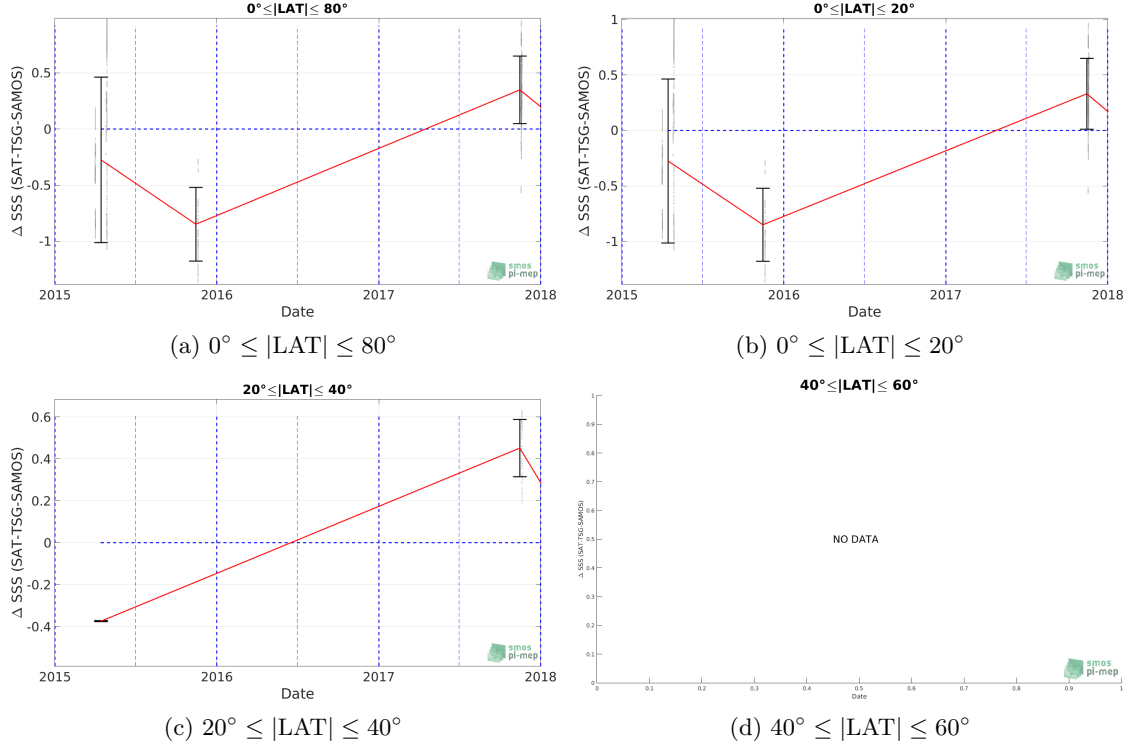 0°≤|LAT|≤ 80°
Δ SSS (SAT-TSG-SAMOS)
0.5
0
-0.5
-1
2015
2016
2017
2018
Date
smos
pi-mep
(a) 0° ≤ |LAT| ≤ 80°
0°≤|LAT|≤ 20°
Δ SSS (SAT-TSG-SAMOS)
1
0.5
0
-0.5
-1
2015
2016
2017
2018
Date
smos
pi-mep
(b) 0° ≤ |LAT| ≤ 20°
20°≤|LAT|≤ 40°
Δ SSS (SAT-TSG-SAMOS)
0.6
0.4
0.2
0
-0.2
-0.4
2015
2016
2017
2018
Date
smos
pi-mep
(c) 20° ≤ |LAT| ≤ 40°
40°≤|LAT|≤ 60°
Δ SSS (SAT-TSG-SAMOS)
1
0.9
0.8
0.7
0.6
0.5
0.4
0.3
0.2
0.1
0
NO DATA
0
0.1
0.2
0.3
0.4
0.5
0.6
0.7
0.8
0.9
1
Date
smos
pi-mep
(d) 40° ≤ |LAT| ≤ 60°